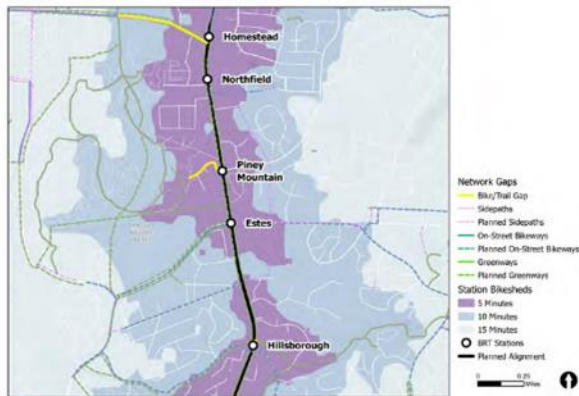 Homestead
Northfield
Piney
Mountain
Estes
Hillsborough
Network Gaps
Bike/Trail Gap
Sidepaths
Planned Sidepaths
On-Street Bikeways
Planned On-Street Bikeways
Greenways
Planned Greenways
Station Bikesheds
5 Minutes
10 Minutes
15 Minutes
BRT Stations
Planned Alignment
0
0.25
Miles